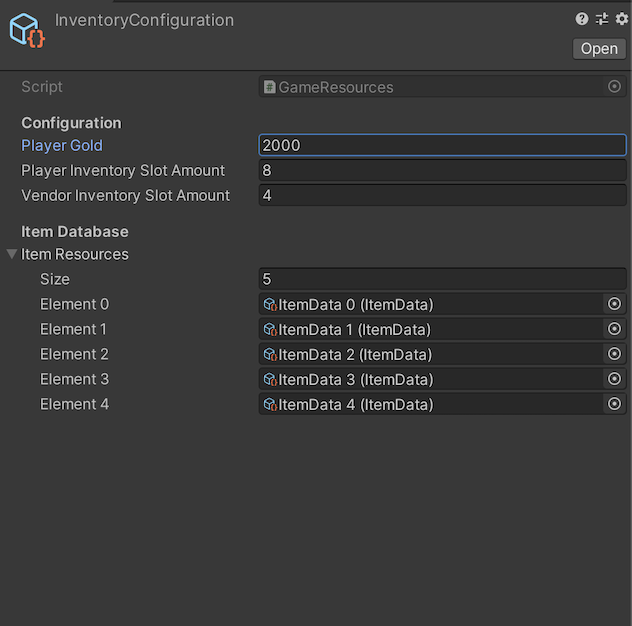 InventoryConfiguration
Open
Script GameResources
Configuration
Player Gold 2000
Player Inventory Slot Amount 8
Vendor Inventory Slot Amount 4
Item Database
Item Resources
Size 5
Element 0 ItemData 0 (ItemData)
Element 1 ItemData 1 (ItemData)
Element 2 ItemData 2 (ItemData)
Element 3 ItemData 3 (ItemData)
Element 4 ItemData 4 (ItemData)